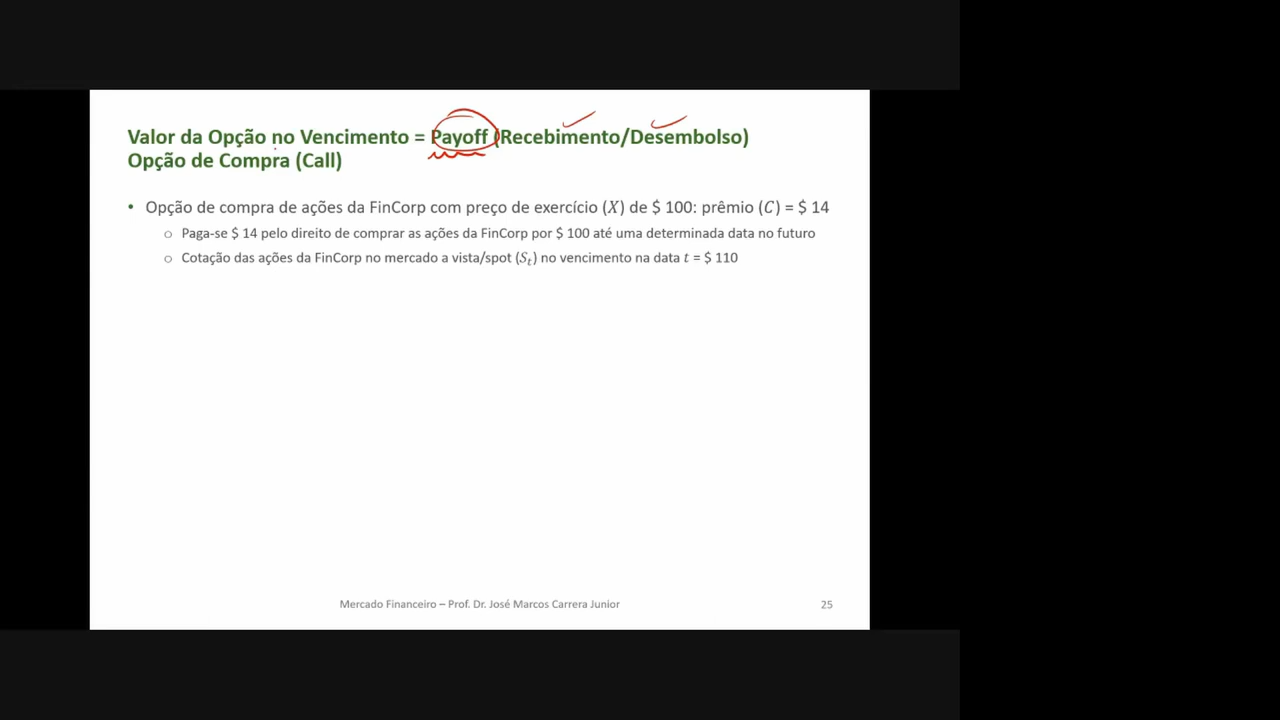 Valor da Opção no Vencimento = Payoff (Recebimento/Desembolso)
Opção de Compra (Call)
• Opção de compra de ações da FinCorp com preço de exercício (X) de $ 100: prêmio (C) = $ 14
o Paga-se $ 14 pelo direito de comprar as ações da FinCorp por $ 100 até uma determinada data no futuro
o Cotação das ações da FinCorp no mercado a vista/spot (Sₜ) no vencimento na data t = $ 110
Mercado Financeiro – Prof. Dr. José Marcos Carrera Junior
25